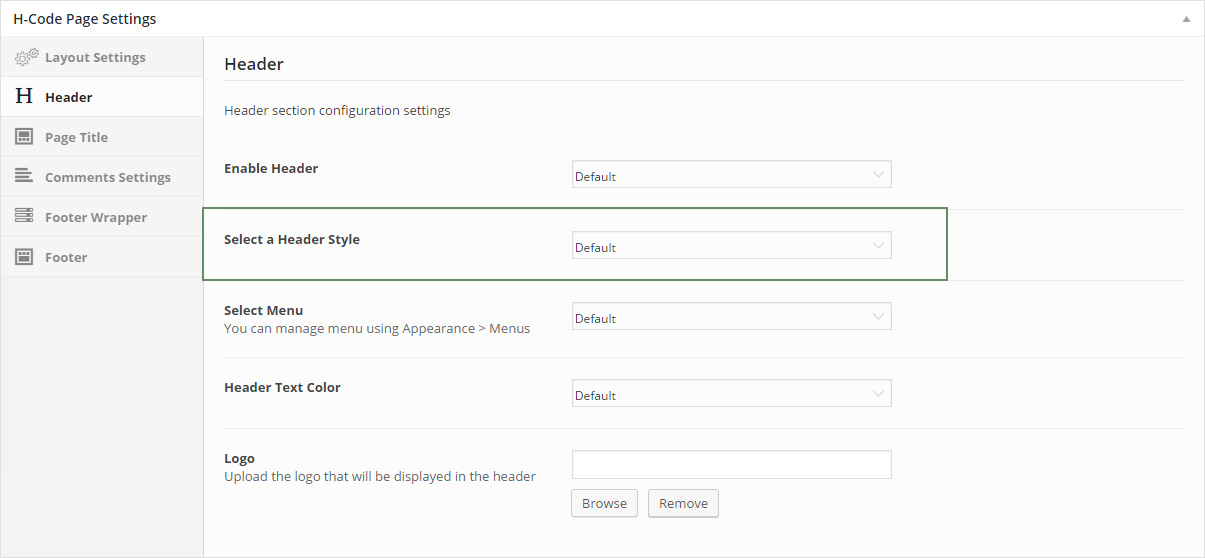 H-Code Page Settings
Layout Settings
Header
Page Title
Comments Settings
Footer Wrapper
Footer
Header
Header section configuration settings
Enable Header
Default
Select a Header Style
Default
Select Menu
You can manage menu using Appearance > Menus
Default
Header Text Color
Default
Logo
Upload the logo that will be displayed in the header
Browse Remove